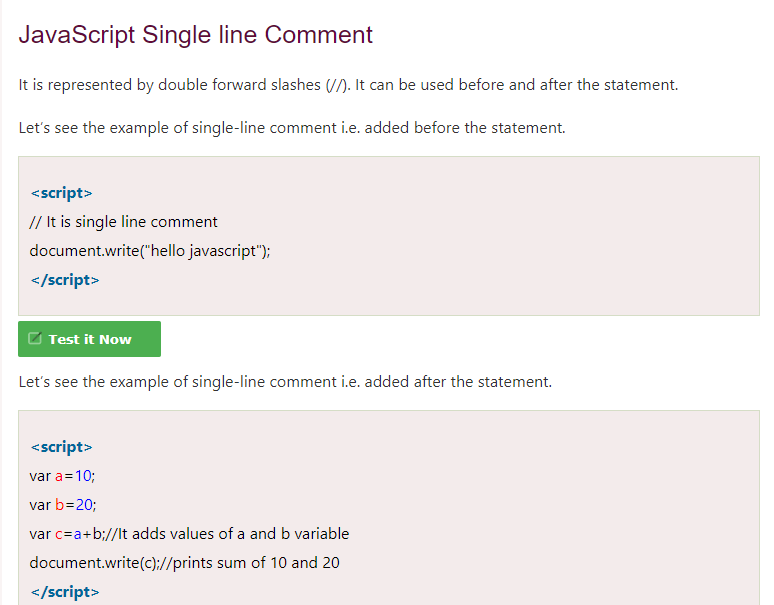 JavaScript Single line Comment
It is represented by double forward slashes (//). It can be used before and after the statement.
Let's see the example of single-line comment i.e. added before the statement.
<script>
// It is single line comment
document.write("hello javascript");
</script>
Test it Now
Let's see the example of single-line comment i.e. added after the statement.
<script>
var a=10;
var b=20;
var c=a+b;//It adds values of a and b variable
document.write(c);//prints sum of 10 and 20
</script>